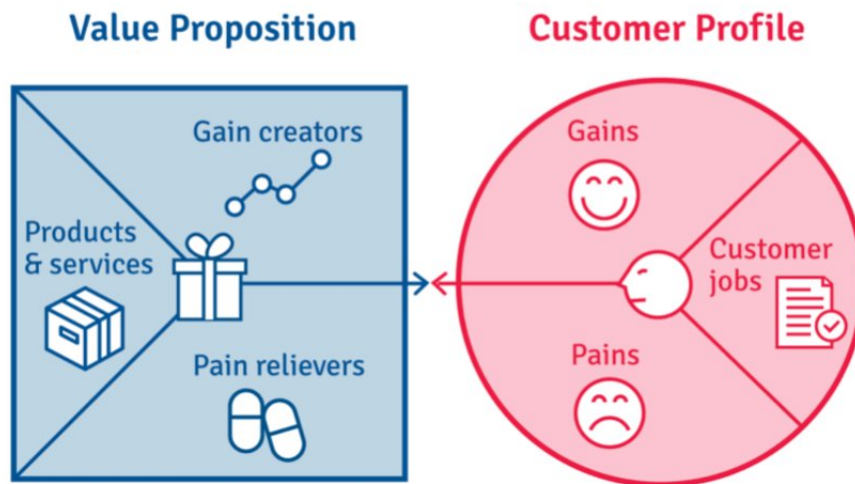 Value Proposition
Customer Profile
Gain creators
Products
& services
Pain relievers
Gains
Customer
jobs
Pains